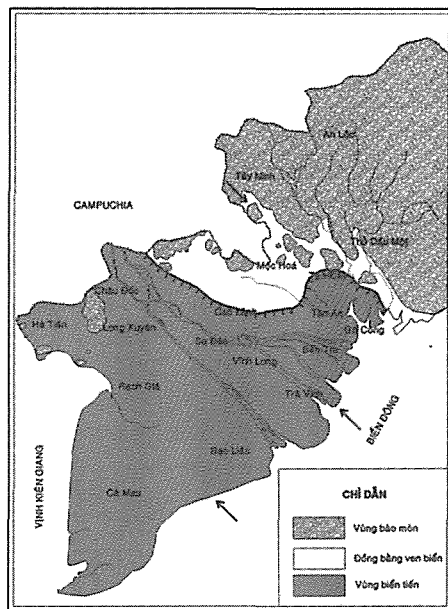 An Lộc
Tây Ninh
CAMPUCHIA
Thủ Dầu Một
Mộc Hoá
Châu Đốc
Cao Lãnh
Tân An
Hà Tiên
Long Xuyên
Gò Công
Sa Đéc
Bến Tre
Vĩnh Long
Rạch Giá
Trà Vinh
BIỂN ĐÔNG
Bạc Liêu
VỊNH KIÊN GIANG
Cà Mau
CHỈ DẪN
Vùng bào mòn
Đồng bằng ven biển
Vùng biển tiến